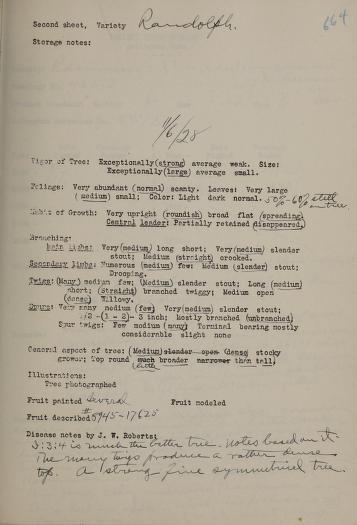 Second sheet, Variety Randolph. 664
Storege notes:
11/6/28
Vigor of Tree: Exceptionally (strong) average weak. Size:
Exceptionally (large) average small.
Foliage: Very abundant (normal) scanty. Leaves: Very large
(medium) small; Color: Light dark normal. 50%-60% still on tree
Habit of Growth: Very upright (roundish) broad flat (spreading)
Central leader: Partially retained (disappeared.)
Branching:
Main limbs: Very (medium) long short; Very (medium) slender
stout; Medium (straight) crooked.
Secondary limbs: Numerous (medium) few; Medium (slender) stout;
Drooping.
Twigs: (Many) medium few; (Medium) slender stout; Long (medium)
short; (Straight) branched twiggy; Medium open
(dense) Willowy.
Spurs: Very many medium (few) Very (medium) slender stout;
1/2 -(1 - 2)- 3 inch; Mostly branched (unbranched)
Spur twigs: Few medium (many) Terminal bearing mostly
considerable slight none
General aspect of tree: (Medium) slender open (dense) stocky
grower; Top round much broader narrower than tall,
little
Illustrations:
Tree photographed
Fruit painted Several Fruit modeled
Fruit described #5945-17625
Disease notes by J. W. Roberts:
3:3:4 is much the better tree. notes based on it.
The many twigs produce a rather dense
top. A strong fine symmetrical tree.